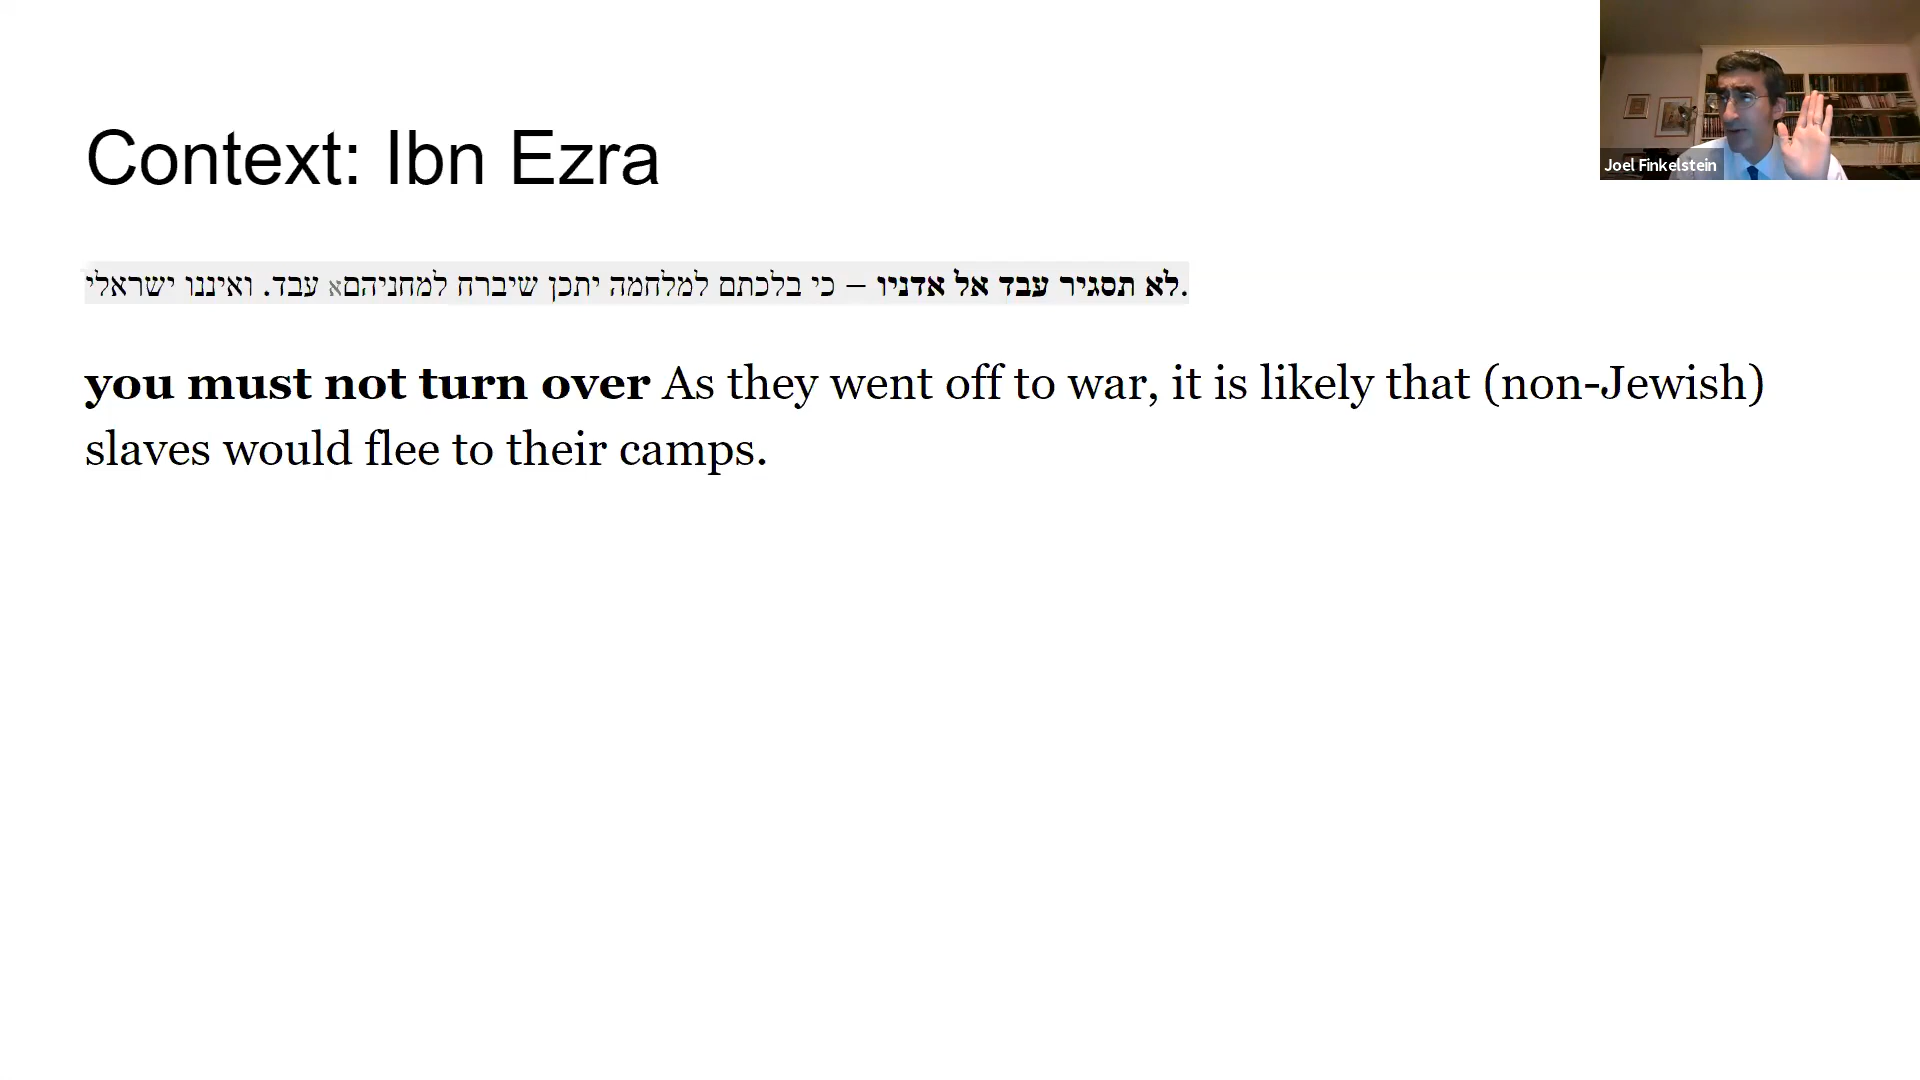 Context: Ibn Ezra
לא תסגיר עבד אל אדניו – כי בלכתם למלחמה יתכן שיברח למחניהםא עבד. ואיננו ישראלי.
you must not turn over As they went off to war, it is likely that (non-Jewish)
slaves would flee to their camps.
Joel Finkelstein